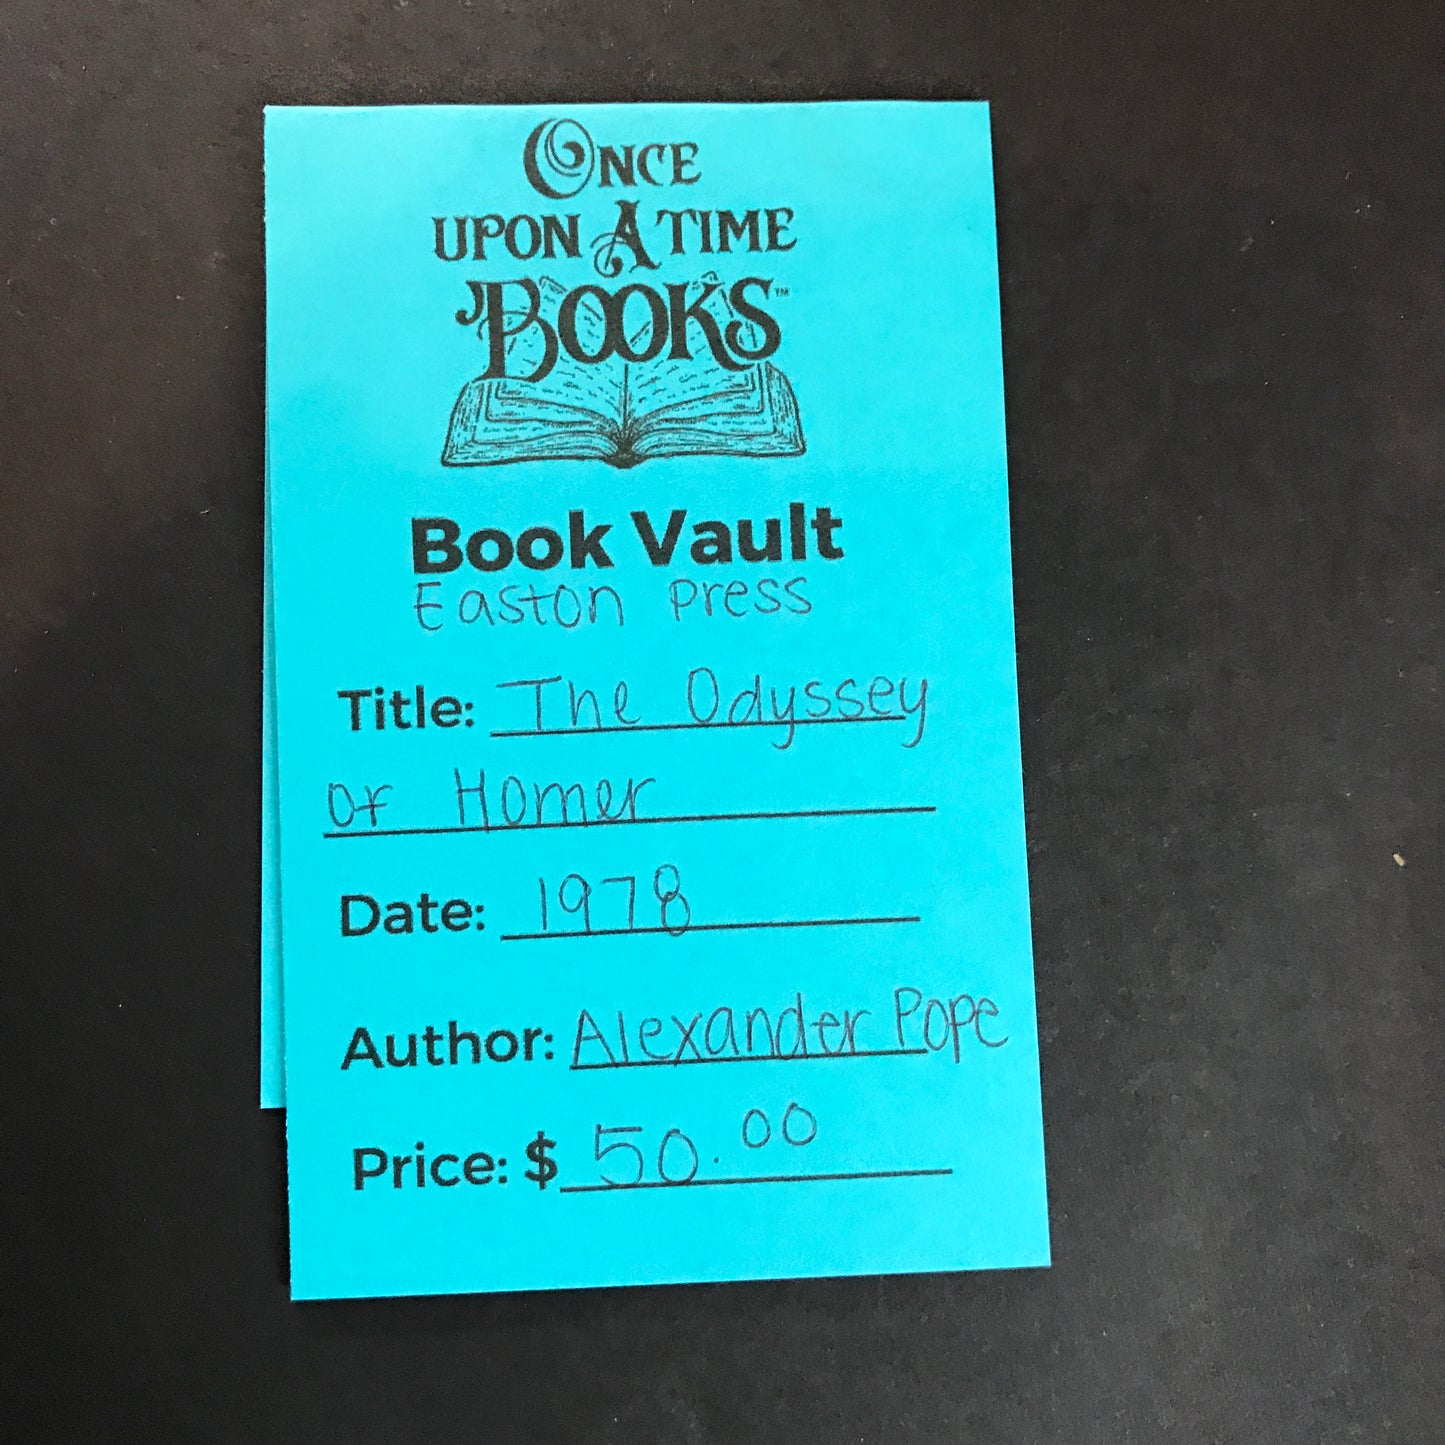 ONCE
UPON A TIME
BOOKS™
Book Vault
Easton Press
Title: The Odyssey
of Homer
Date: 1978
Author: Alexander Pope
Price: $ 50.00